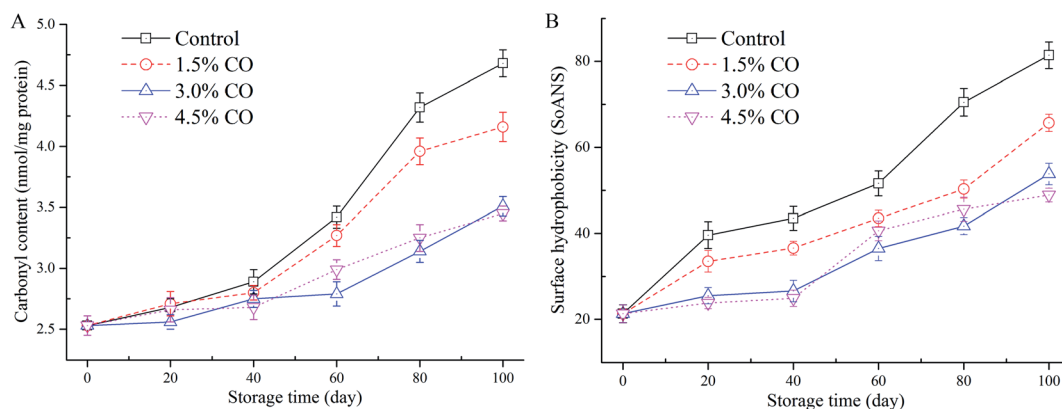 A
Control
1.5% CO
3.0% CO
4.5% CO
5.0
4.5
4.0
3.5
3.0
2.5
Carbonyl content (nmol/mg protein)
0 20 40 60 80 100
Storage time (day)
B
Control
1.5% CO
3.0% CO
4.5% CO
80
60
40
20
Surface hydrophobicity (SoANS)
0 20 40 60 80 100
Storage time (day)